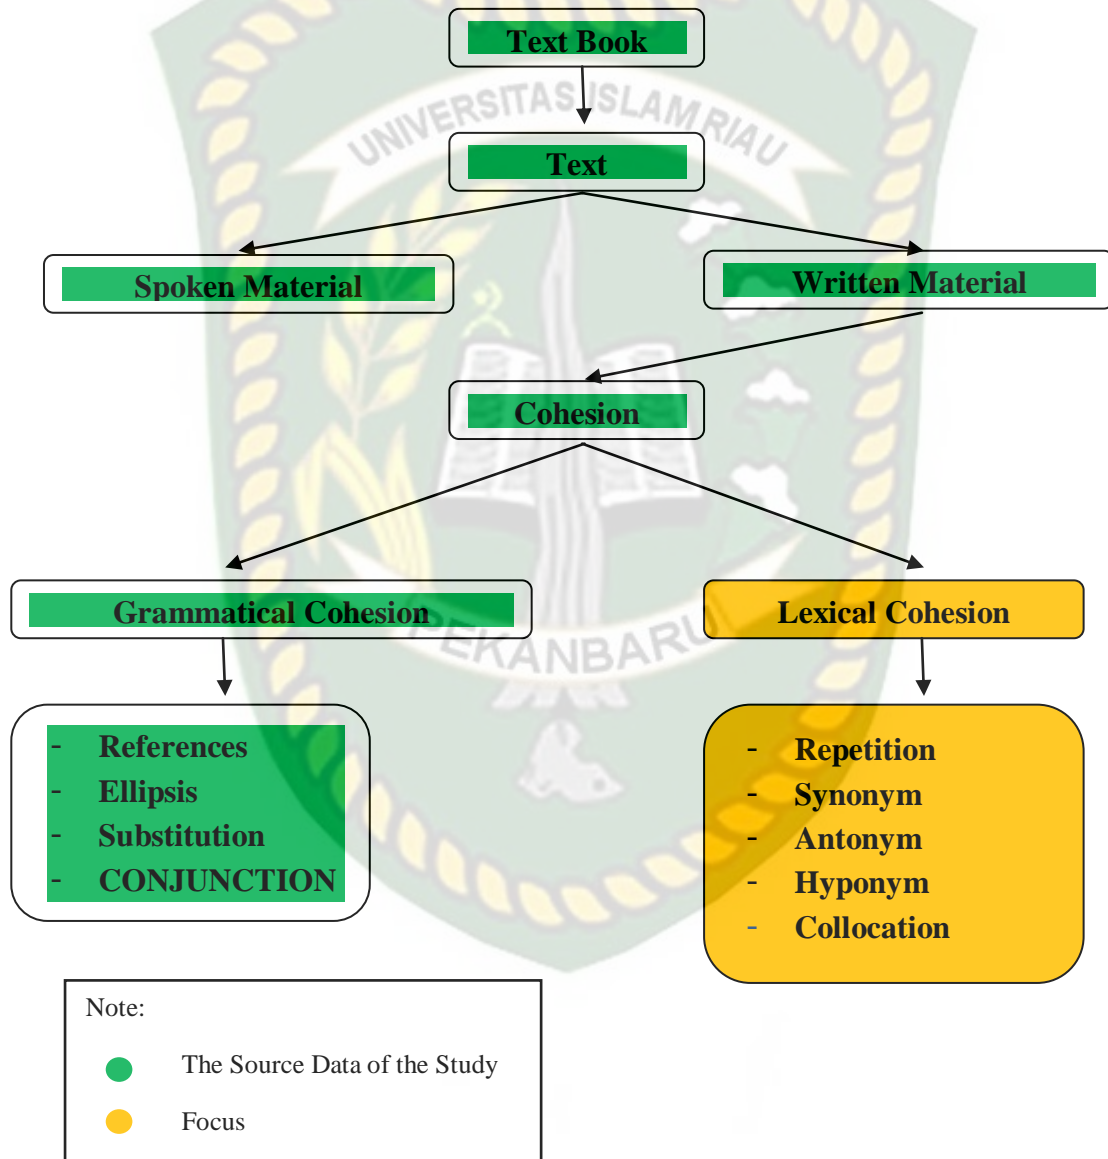 Text Book
UNIVERSITAS ISLAM RIAU
Text
Spoken Material
Written Material
Cohesion
Grammatical Cohesion
Lexical Cohesion
PEKANBARU
- References
- Ellipsis
- Substitution
- CONJUNCTION
- Repetition
- Synonym
- Antonym
- Hyponym
- Collocation
Note:
The Source Data of the Study
Focus